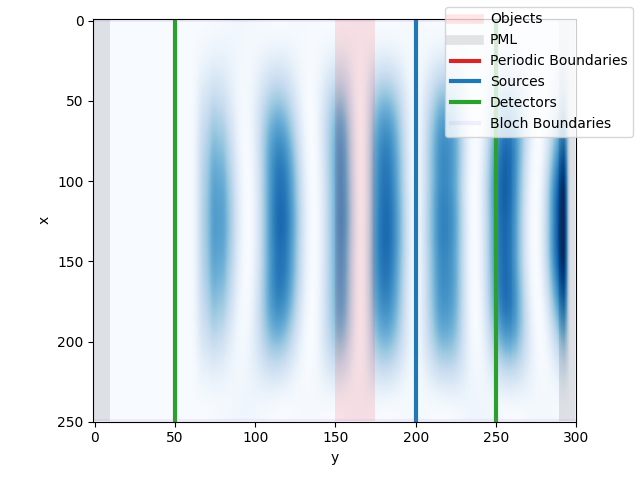 Objects
PML
Periodic Boundaries
Sources
Detectors
Bloch Boundaries
0
50
100
150
200
250
x
0
50
100
150
200
250
300
y